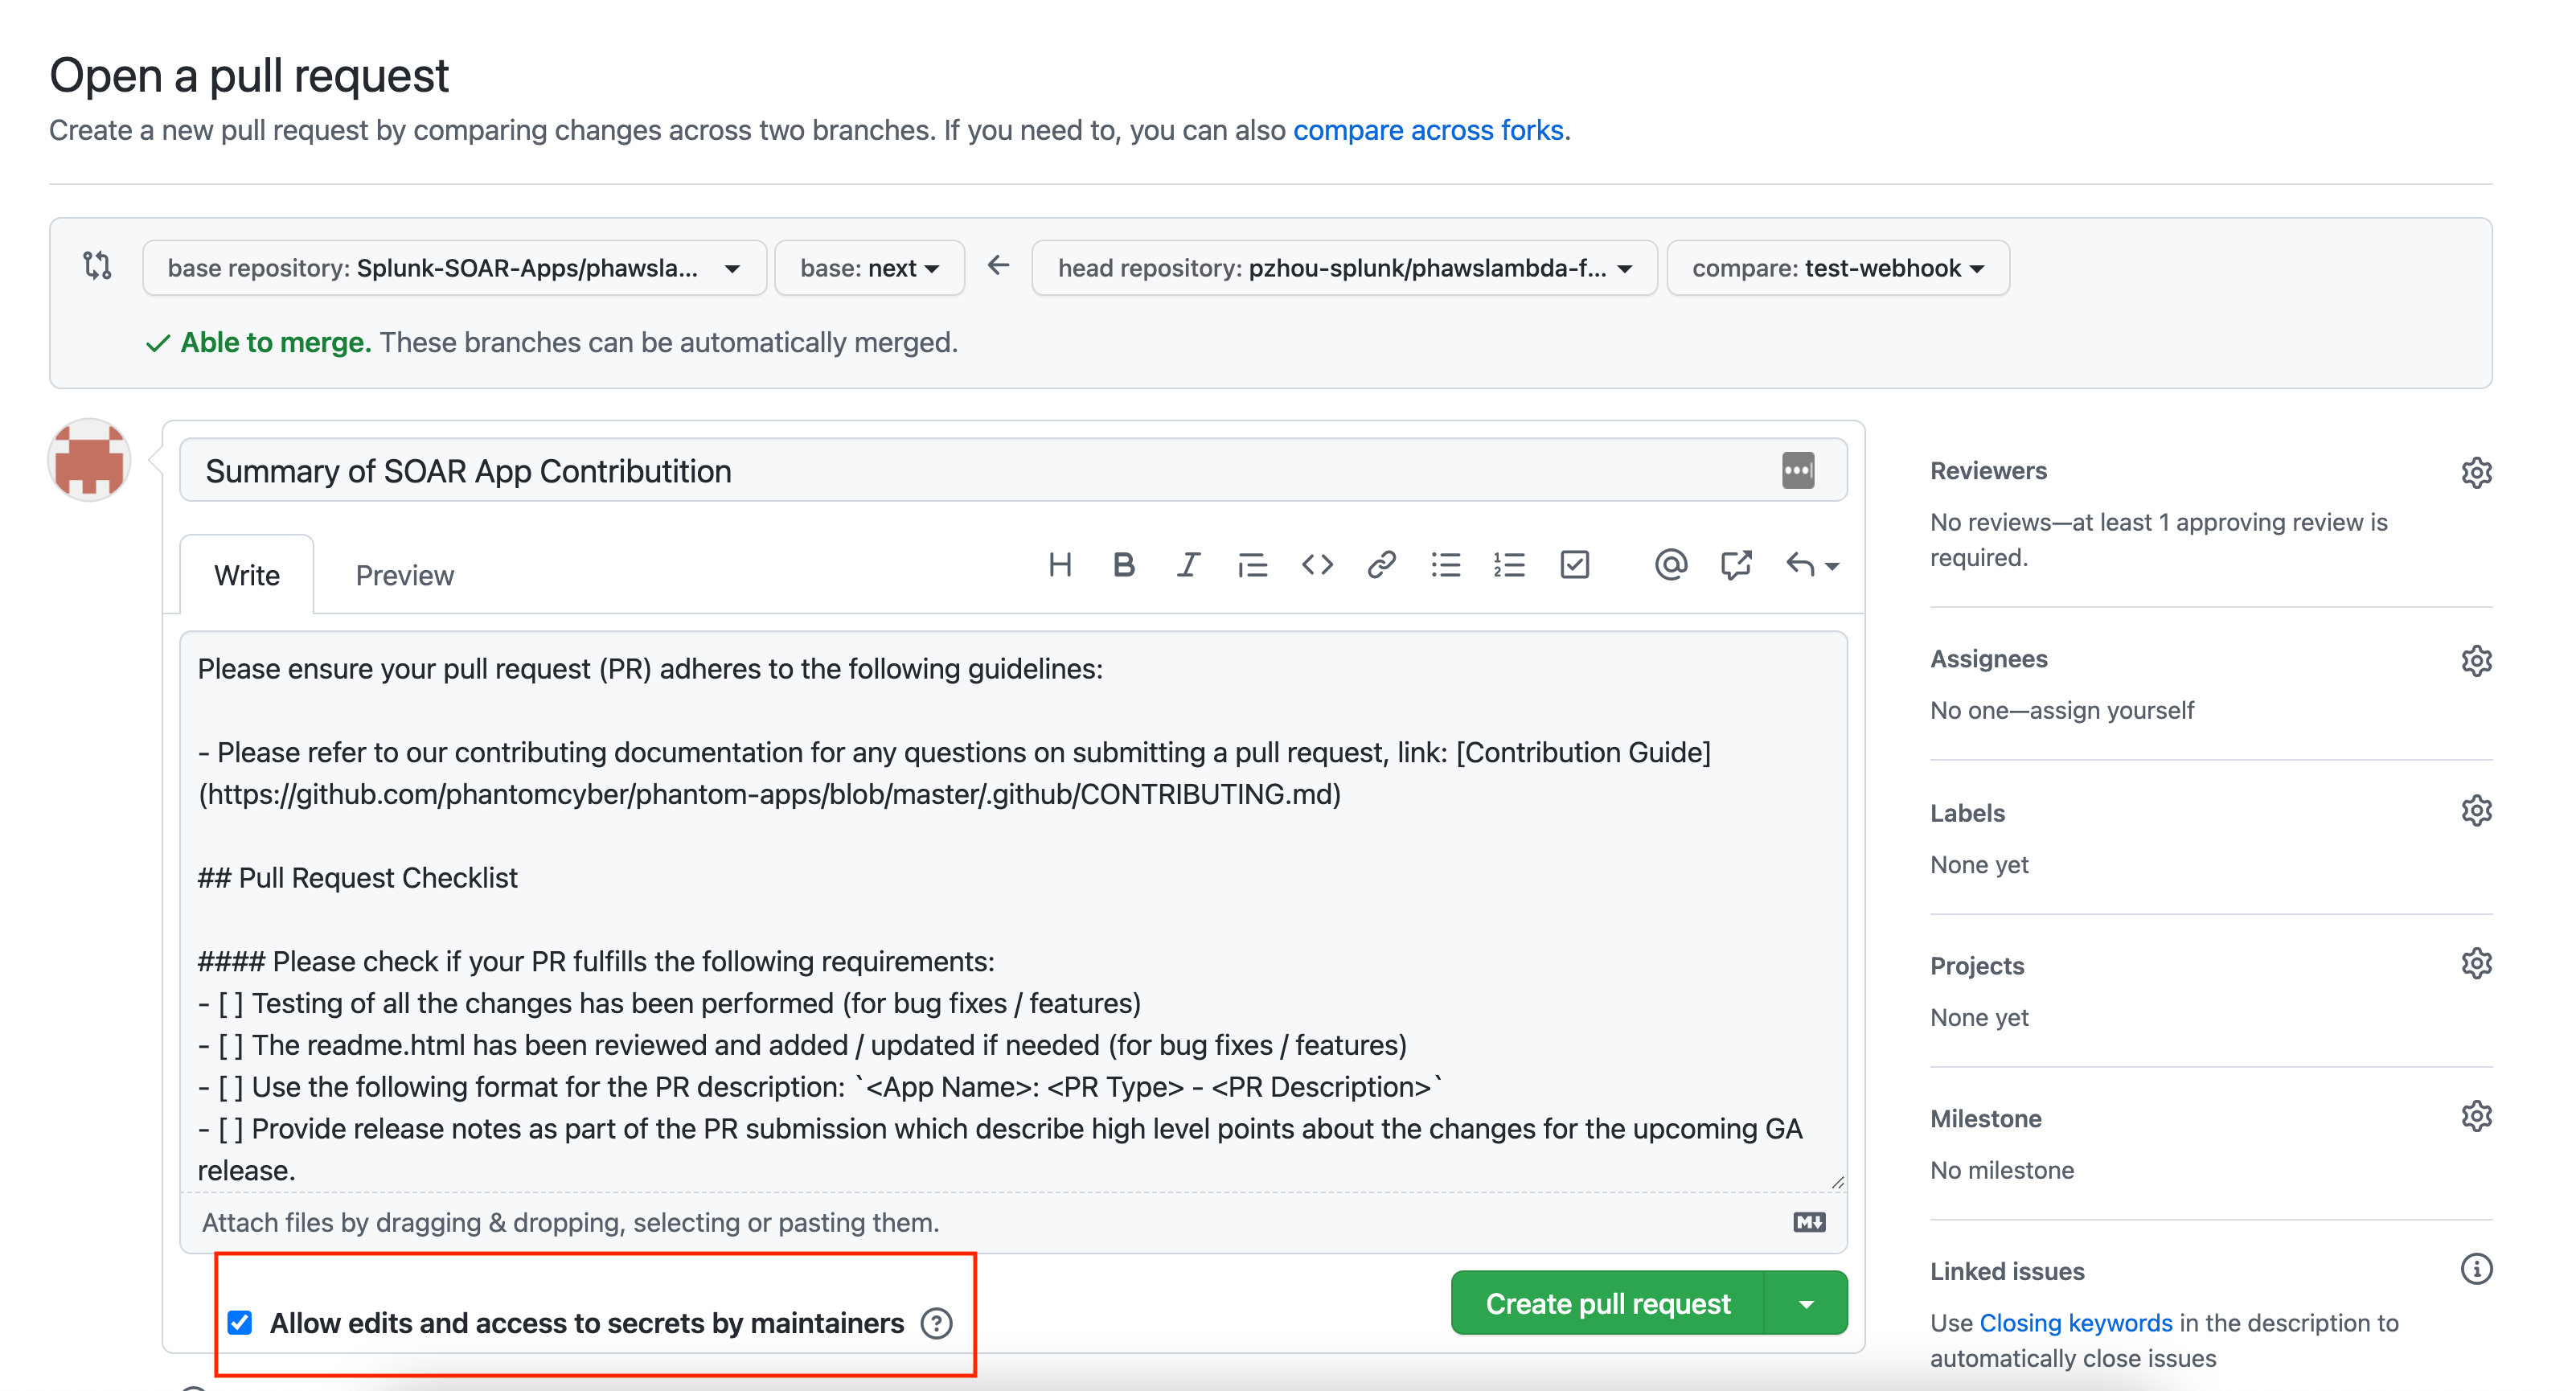 Open a pull request
Create a new pull request by comparing changes across two branches. If you need to, you can also compare across forks.
base repository: Splunk-SOAR-Apps/phawsla... base: next head repository: pzhou-splunk/phawslambda-f... compare: test-webhook
Able to merge. These branches can be automatically merged.
Summary of SOAR App Contributition
Write Preview
Please ensure your pull request (PR) adheres to the following guidelines:
- Please refer to our contributing documentation for any questions on submitting a pull request, link: [Contribution Guide]
(https://github.com/phantomcyber/phantom-apps/blob/master/.github/CONTRIBUTING.md)
## Pull Request Checklist
#### Please check if your PR fulfills the following requirements:
- [ ] Testing of all the changes has been performed (for bug fixes / features)
- [ ] The readme.html has been reviewed and added / updated if needed (for bug fixes / features)
- [ ] Use the following format for the PR description: `<App Name>: <PR Type> - <PR Description>`
- [ ] Provide release notes as part of the PR submission which describe high level points about the changes for the upcoming GA
release.
Attach files by dragging & dropping, selecting or pasting them.
Allow edits and access to secrets by maintainers
Create pull request
Reviewers
No reviews—at least 1 approving review is
required.
Assignees
No one—assign yourself
Labels
None yet
Projects
None yet
Milestone
No milestone
Linked issues
Use Closing keywords in the description to
automatically close issues